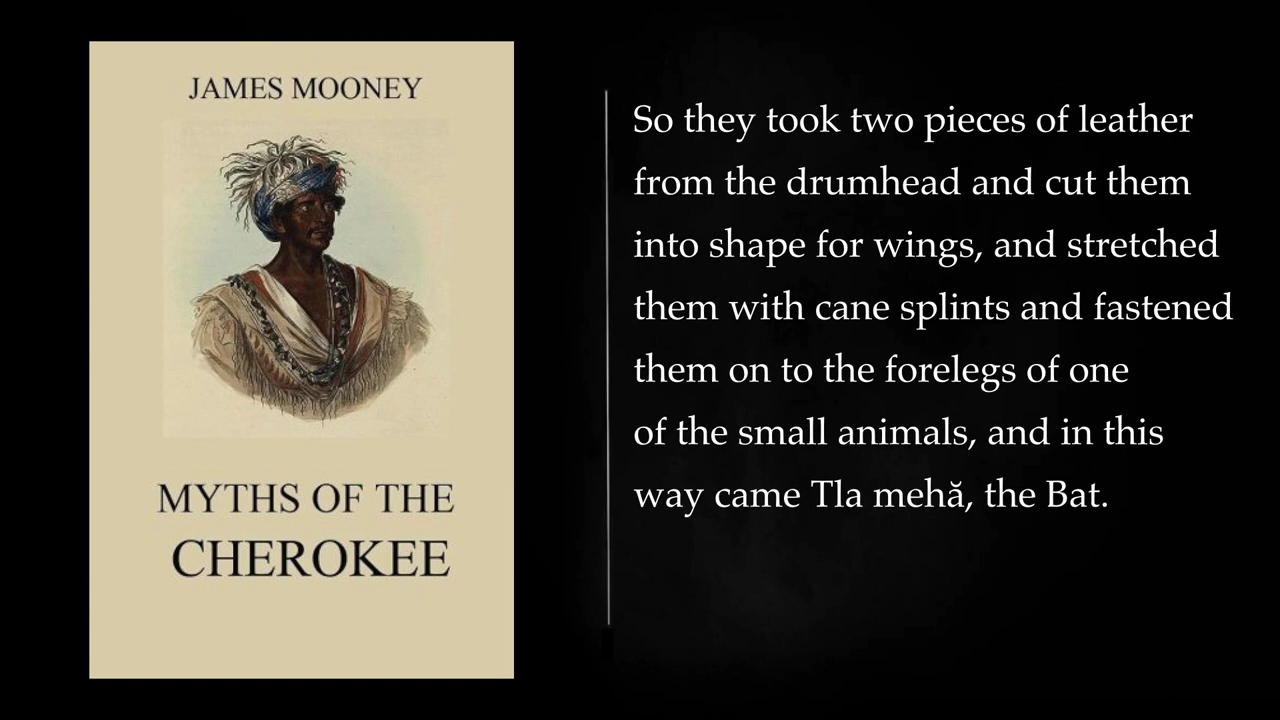 JAMES MOONEY
MYTHS OF THE
CHEROKEE
So they took two pieces of leather
from the drumhead and cut them
into shape for wings, and stretched
them with cane splints and fastened
them on to the forelegs of one
of the small animals, and in this
way came Tla mehă, the Bat.